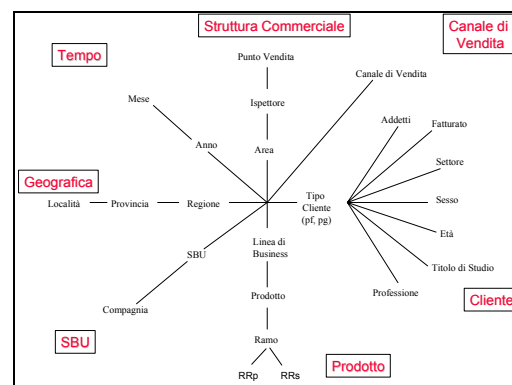 Struttura Commerciale
Canale di
Vendita
Tempo
Punto Vendita
Canale di Vendita
Mese
Ispettore
Addetti
Fatturato
Anno
Area
Settore
Geografica
Località
Provincia
Regione
Tipo
Cliente
(pf, pg)
Sesso
Linea di
Business
Età
SBU
Titolo di Studio
Prodotto
Professione
Cliente
Compagnia
SBU
Ramo
Prodotto
RRp
RRs